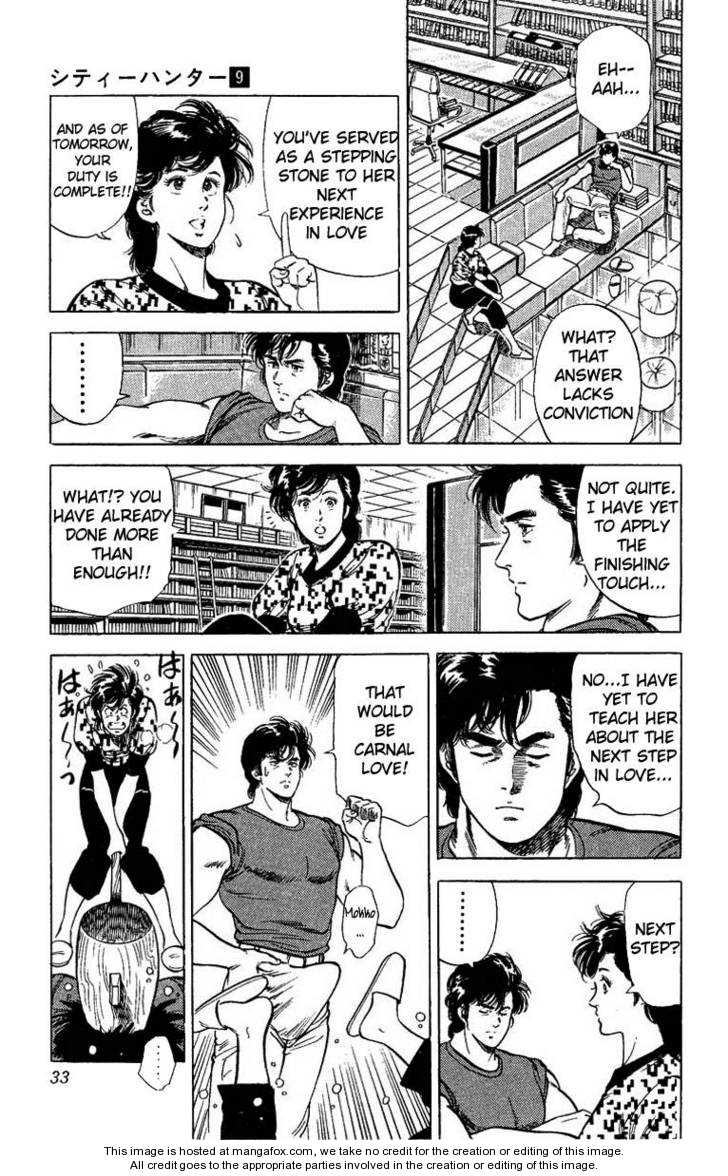 シティーハンター9
EH--
AAH...
WHAT?
THAT
ANSWER
LACKS
CONVICTION
YOU'VE SERVED
AS A STEPPING
STONE TO HER
NEXT
EXPERIENCE
IN LOVE
AND AS OF
TOMORROW,
YOUR
DUTY IS
COMPLETE!!
........
NOT QUITE.
I HAVE YET
TO APPLY
THE
FINISHING
TOUCH...
WHAT!? YOU
HAVE ALREADY
DONE MORE
THAN
ENOUGH!!
NO...I HAVE
YET TO
TEACH HER
ABOUT THE
NEXT STEP
IN LOVE...
NEXT
STEP?
.......
THAT
WOULD
BE
CARNAL
LOVE!
Mohho
...
はぁ〜〜
はぁ〜〜っ
.....
33
This image is hosted at mangafox.com, we take no credit for the creation or editing of this image.
All credit goes to the appropriate parties involved in the creation or editing of this image.